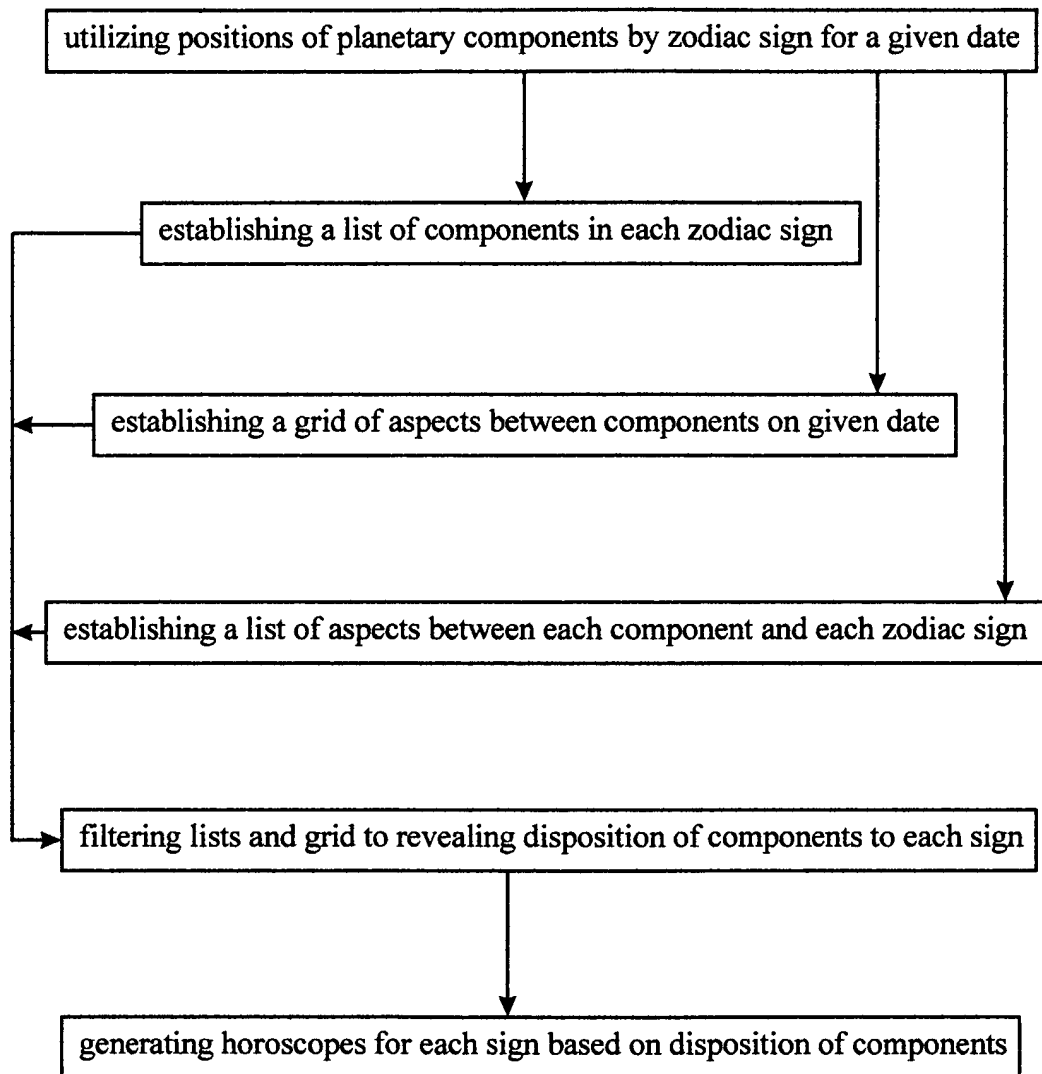 utilizing positions of planetary components by zodiac sign for a given date
establishing a list of components in each zodiac sign
establishing a grid of aspects between components on given date
establishing a list of aspects between each component and each zodiac sign
filtering lists and grid to revealing disposition of components to each sign
generating horoscopes for each sign based on disposition of components